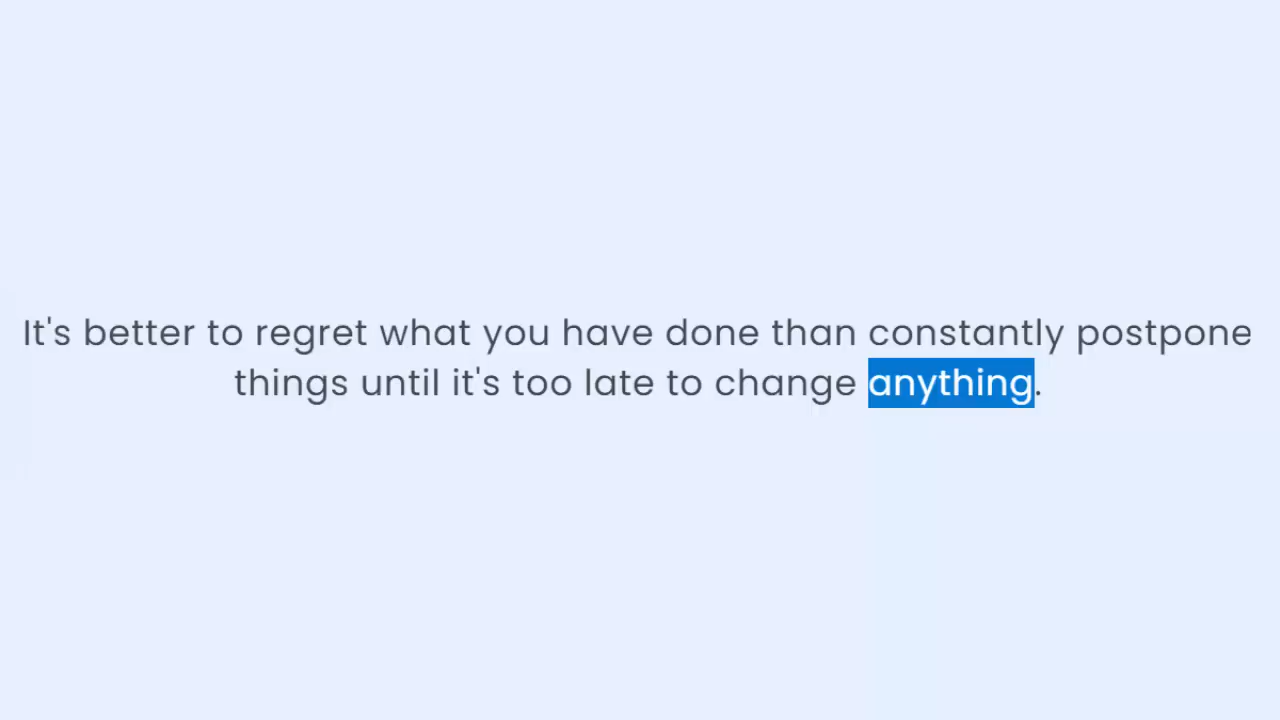 It's better to regret what you have done than constantly postpone
things until it's too late to change anything.